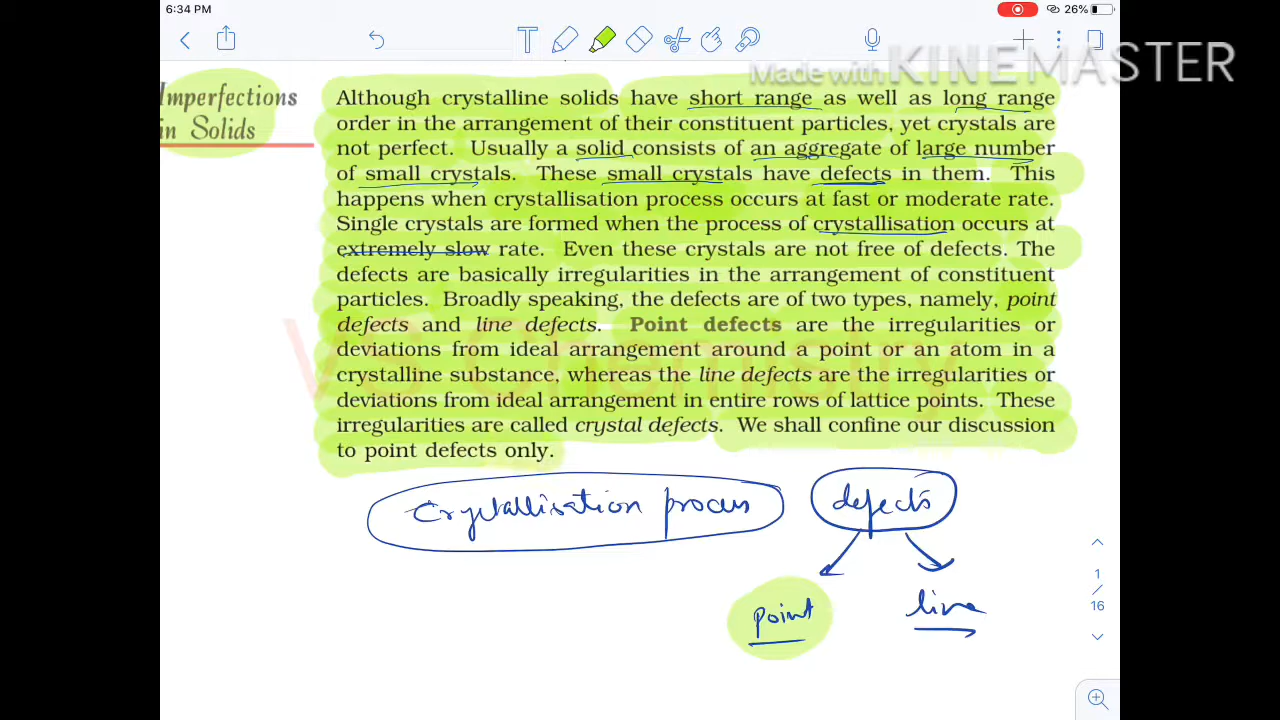 6:34 PM
26%
Made with KINEMASTER
Imperfections
in Solids
Although crystalline solids have short range as well as long range
order in the arrangement of their constituent particles, yet crystals are
not perfect. Usually a solid consists of an aggregate of large number
of small crystals. These small crystals have defects in them. This
happens when crystallisation process occurs at fast or moderate rate.
Single crystals are formed when the process of crystallisation occurs at
extremely slow rate. Even these crystals are not free of defects. The
defects are basically irregularities in the arrangement of constituent
particles. Broadly speaking, the defects are of two types, namely, point
defects and line defects. Point defects are the irregularities or
deviations from ideal arrangement around a point or an atom in a
crystalline substance, whereas the line defects are the irregularities or
deviations from ideal arrangement in entire rows of lattice points. These
irregularities are called crystal defects. We shall confine our discussion
to point defects only.
VC Chemistry
Crystallisation process
defects
point
line
1
/
16